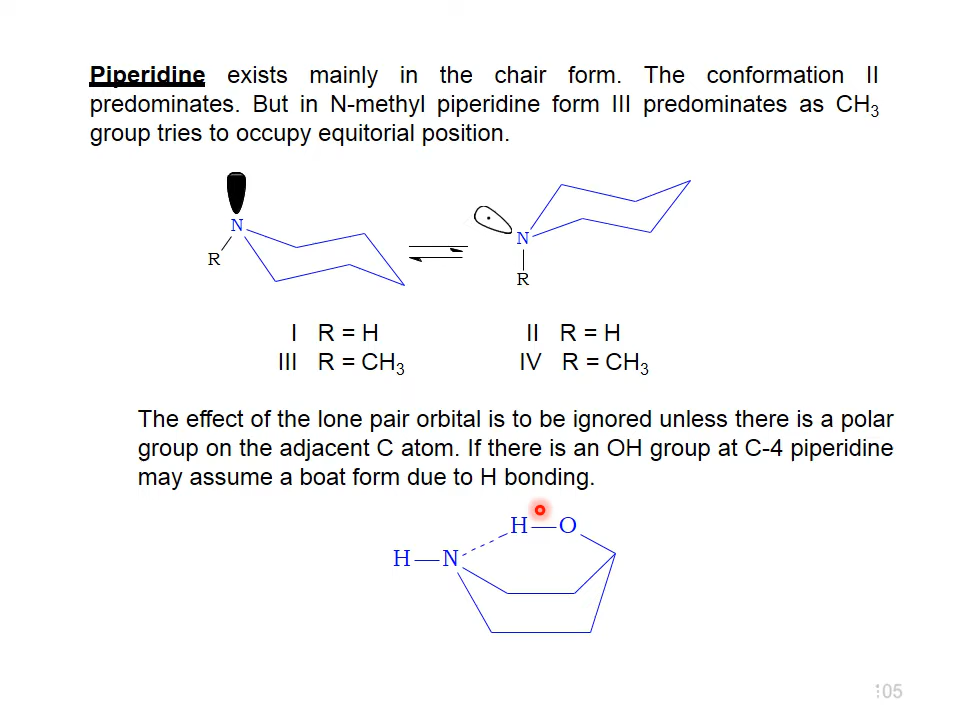 Piperidine exists mainly in the chair form. The conformation II
predominates. But in N-methyl piperidine form III predominates as CH₃
group tries to occupy equitorial position.
N
R
N
R
I R = H
II R = H
III R = CH₃
IV R = CH₃
The effect of the lone pair orbital is to be ignored unless there is a polar
group on the adjacent C atom. If there is an OH group at C-4 piperidine
may assume a boat form due to H bonding.
H—O
H—N